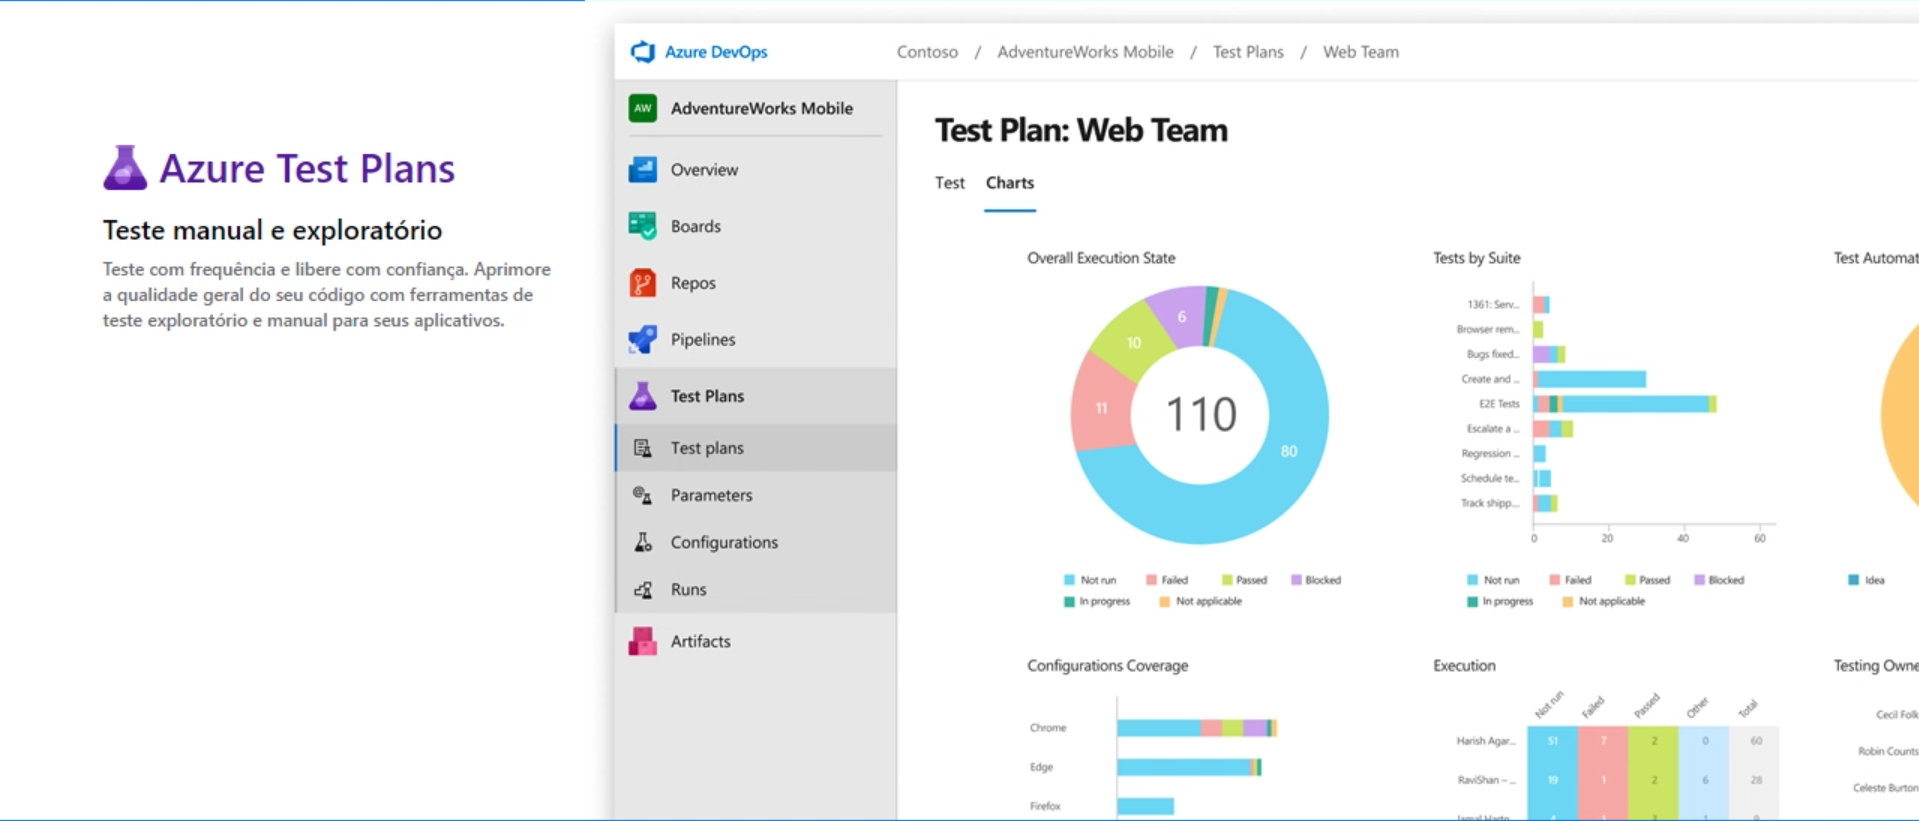 Azure Test Plans
Teste manual e exploratório
Teste com frequência e libere com confiança. Aprimore
a qualidade geral do seu código com ferramentas de
teste exploratório e manual para seus aplicativos.
Azure DevOps
Contoso / AdventureWorks Mobile / Test Plans / Web Team
AW AdventureWorks Mobile
Overview
Boards
Repos
Pipelines
Test Plans
Test plans
Parameters
Configurations
Runs
Artifacts
Test Plan: Web Team
Test Charts
Overall Execution State
6
10
11
110
80
Not run Failed Passed Blocked
In progress Not applicable
Tests by Suite
1361: Serv...
Browser rem...
Bugs fixed...
Create and ...
E2E Tests
Escalate a ...
Regression ...
Schedule te...
Track shipp...
0 20 40 60
Not run Failed Passed Blocked
In progress Not applicable
Test Automat
Idea
Configurations Coverage
Chrome
Edge
Firefox
Execution
Not run Failed Passed Other Total
Harish Agar... 51 7 2 0 60
RaviShan – ... 19 1 2 6 28
Testing Owne
Cecil Folk
Robin Counts
Celeste Burton